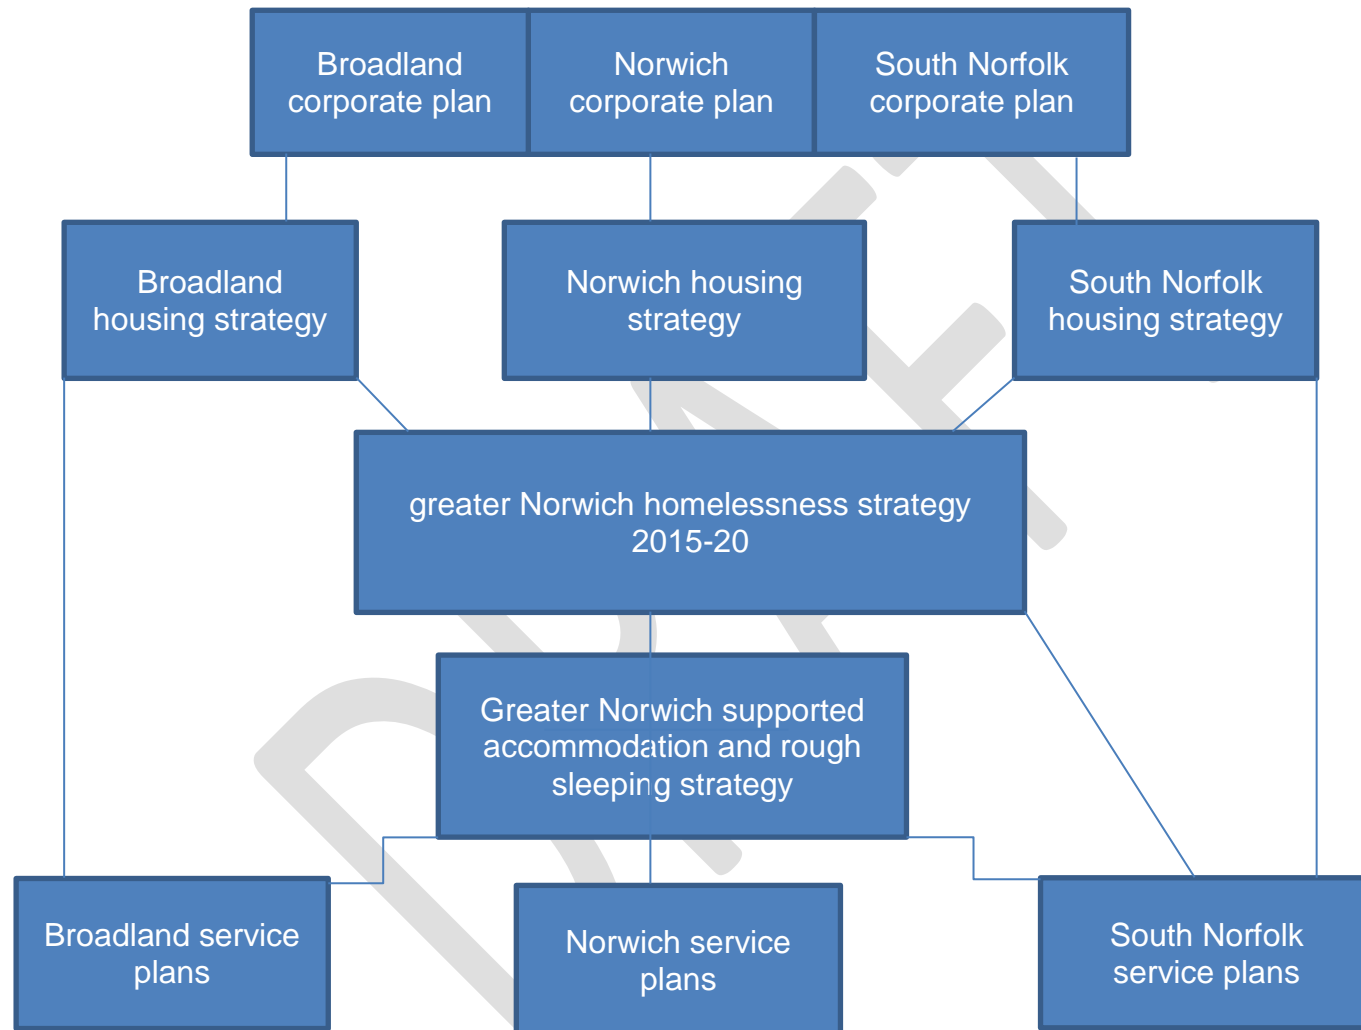 Broadland
corporate plan
Norwich
corporate plan
South Norfolk
corporate plan
Broadland
housing strategy
Norwich housing
strategy
South Norfolk
housing strategy
greater Norwich homelessness strategy
2015-20
Greater Norwich supported
accommodation and rough
sleeping strategy
Broadland service
plans
Norwich service
plans
South Norfolk
service plans
DRAFT